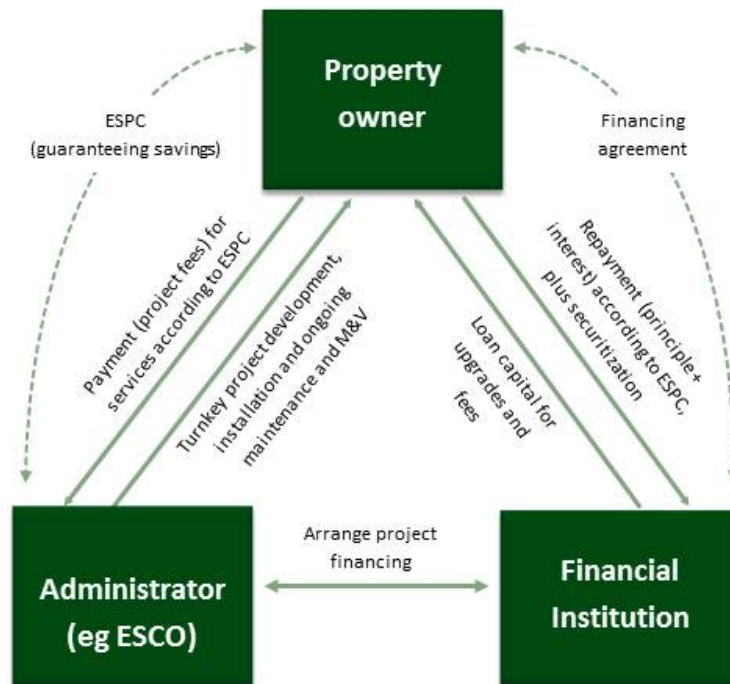 Property
owner
ESPC
(guaranteeing savings)
Financing
agreement
Payment (project fees) for
services according to ESPC
Turnkey project development,
installation and ongoing
maintenance and M&V
Loan capital for
upgrades and
fees
Repayment (principle +
interest) according to ESPC,
plus securitization
Arrange project
financing
Administrator
(eg ESCO)
Financial
Institution